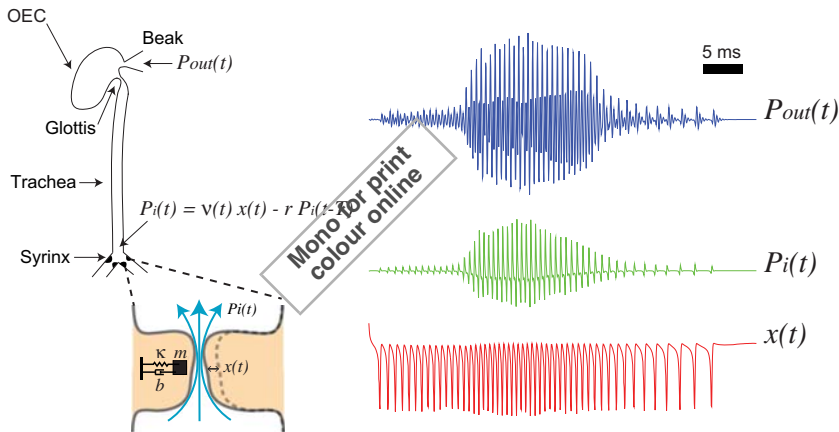 OEC
Beak
Pout(t)
Glottis
Trachea
Pi(t) = ν(t) x(t) - r Pi(t-T)
Syrinx
Pi(t)
κ
m
b
x(t)
Mono for print
colour online
5 ms
Pout(t)
Pi(t)
x(t)